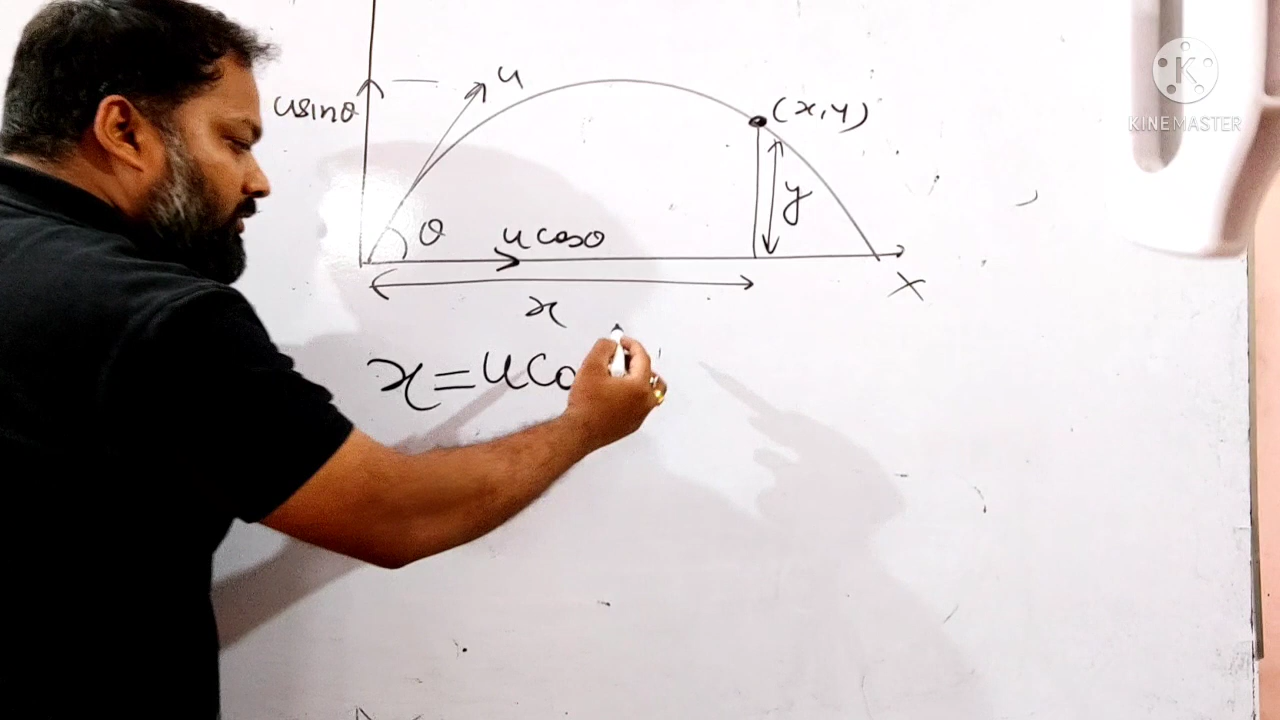 u
usinθ
(x,y)
KINEMASTER
y
θ
ucosθ
X
x
x=uco